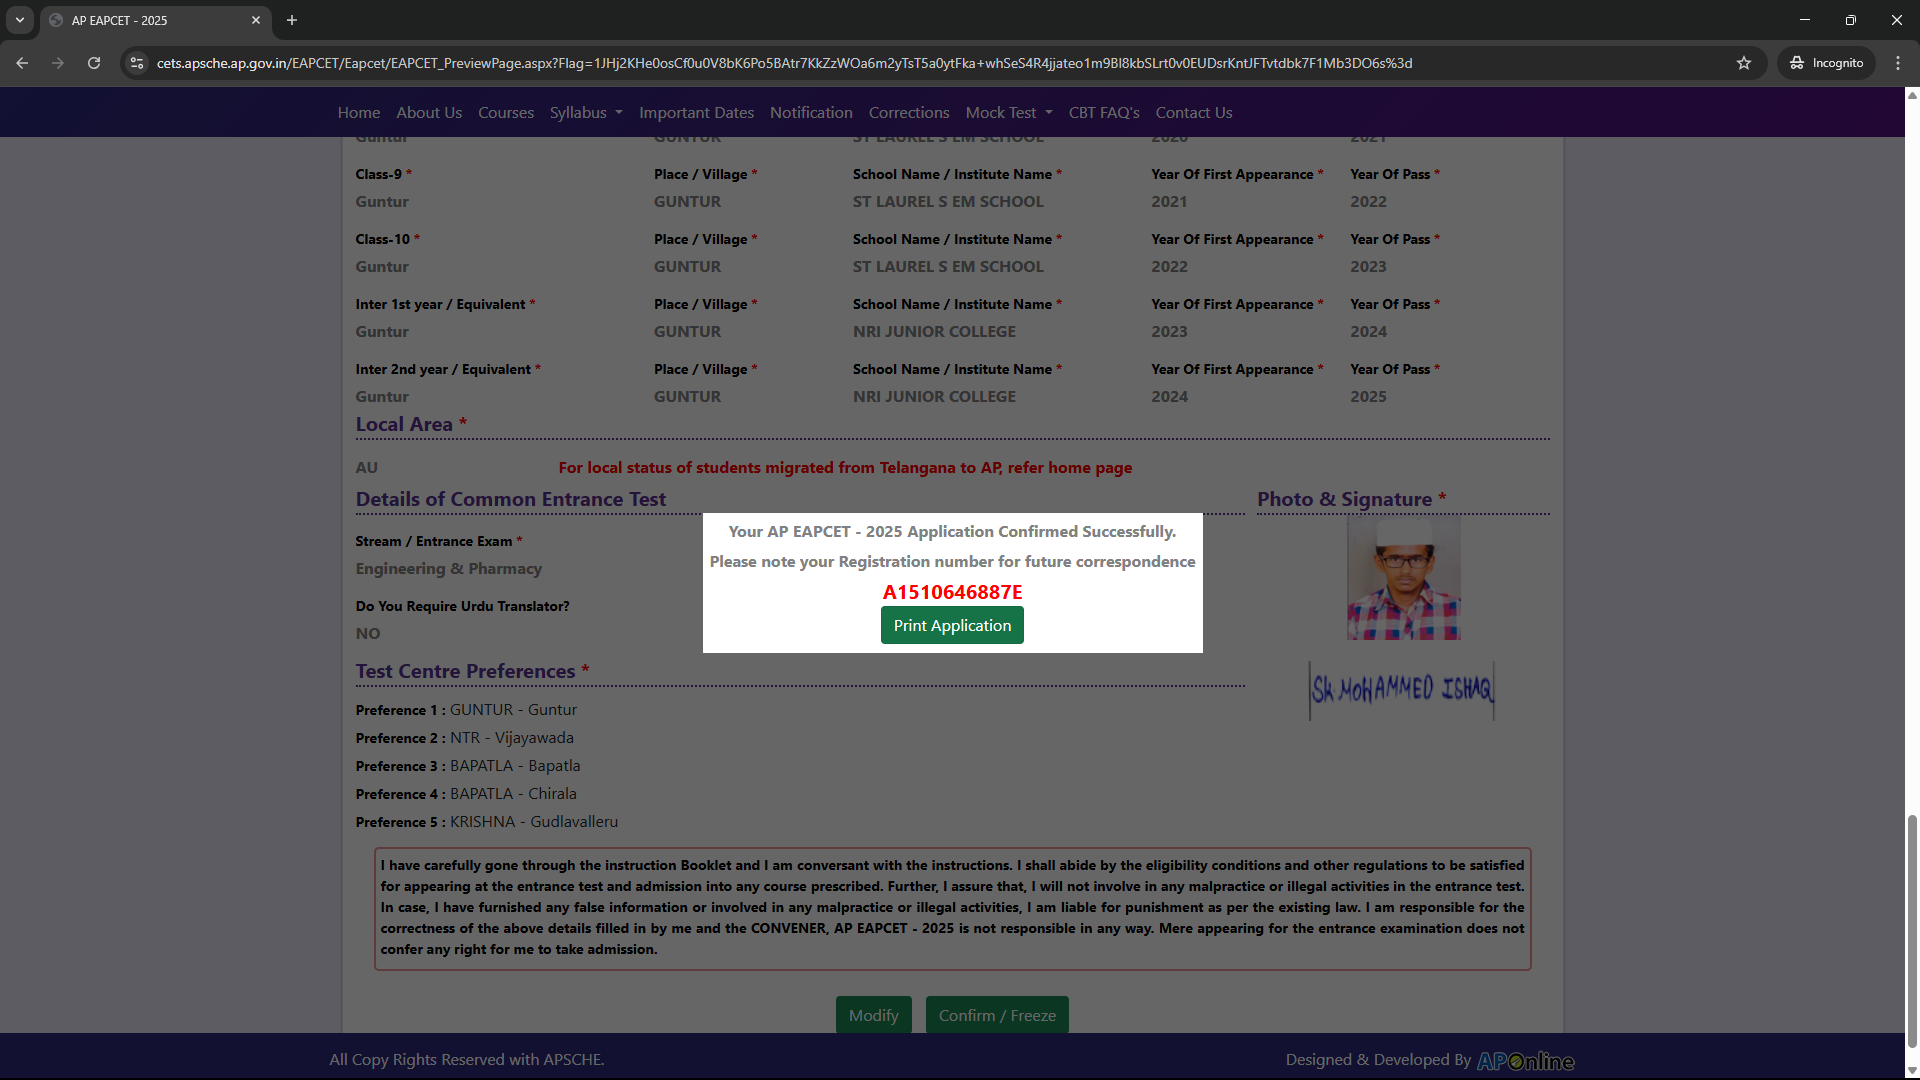 AP EAPCET - 2025
cets.apsche.ap.gov.in/EAPCET/Eapcet/EAPCET_PreviewPage.aspx?Flag=1JHj2KHe0osCf0u0V8bK6Po5BAtr7KkZzWOa6m2yTsT5a0ytFka+whSeS4R4jjateo1m9Bl8kbSLrt0v0EUDsrKntJFTvtdbk7F1Mb3DO6s%3d
Incognito
Home About Us Courses Syllabus Important Dates Notification Corrections Mock Test CBT FAQ's Contact Us
Guntur GUNTUR ST LAUREL S EM SCHOOL 2020 2021
Class-9 * Place / Village * School Name / Institute Name * Year Of First Appearance * Year Of Pass *
Guntur GUNTUR ST LAUREL S EM SCHOOL 2021 2022
Class-10 * Place / Village * School Name / Institute Name * Year Of First Appearance * Year Of Pass *
Guntur GUNTUR ST LAUREL S EM SCHOOL 2022 2023
Inter 1st year / Equivalent * Place / Village * School Name / Institute Name * Year Of First Appearance * Year Of Pass *
Guntur GUNTUR NRI JUNIOR COLLEGE 2023 2024
Inter 2nd year / Equivalent * Place / Village * School Name / Institute Name * Year Of First Appearance * Year Of Pass *
Guntur GUNTUR NRI JUNIOR COLLEGE 2024 2025
Local Area *
AU For local status of students migrated from Telangana to AP, refer home page
Details of Common Entrance Test Photo & Signature *
Your AP EAPCET - 2025 Application Confirmed Successfully.
Please note your Registration number for future correspondence
A1510646887E
Print Application
Stream / Entrance Exam *
Engineering & Pharmacy
Do You Require Urdu Translator?
NO
Test Centre Preferences *
SK.MOHAMMED ISHAQ
Preference 1 : GUNTUR - Guntur
Preference 2 : NTR - Vijayawada
Preference 3 : BAPATLA - Bapatla
Preference 4 : BAPATLA - Chirala
Preference 5 : KRISHNA - Gudlavalleru
I have carefully gone through the instruction Booklet and I am conversant with the instructions. I shall abide by the eligibility conditions and other regulations to be satisfied
for appearing at the entrance test and admission into any course prescribed. Further, I assure that, I will not involve in any malpractice or illegal activities in the entrance test.
In case, I have furnished any false information or involved in any malpractice or illegal activities, I am liable for punishment as per the existing law. I am responsible for the
correctness of the above details filled in by me and the CONVENER, AP EAPCET - 2025 is not responsible in any way. Mere appearing for the entrance examination does not
confer any right for me to take admission.
Modify Confirm / Freeze
All Copy Rights Reserved with APSCHE. Designed & Developed By APOnline